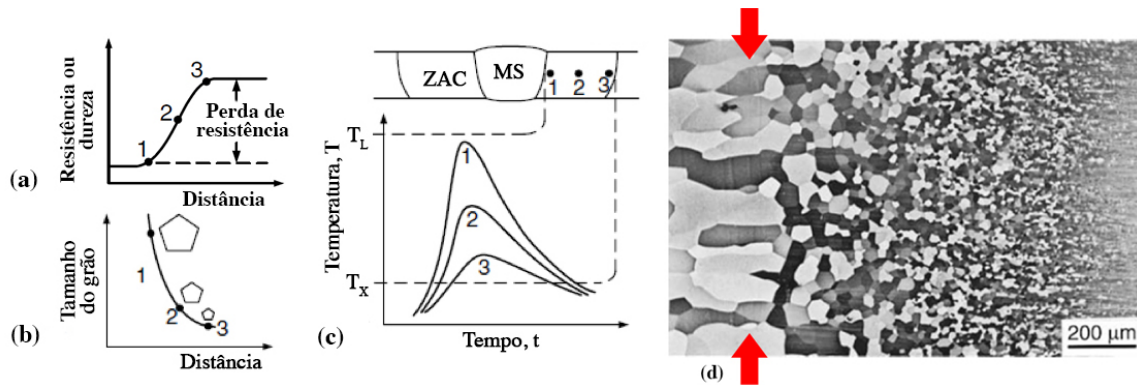 (a)
Resistência ou
dureza
1
2
3
Perda de
resistência
Distância
(b)
Tamanho
do grão
1
2
3
Distância
(c)
ZAC
MS
1
2
3
T_L
Temperatura, T
1
2
3
T_X
Tempo, t
200 μm
(d)